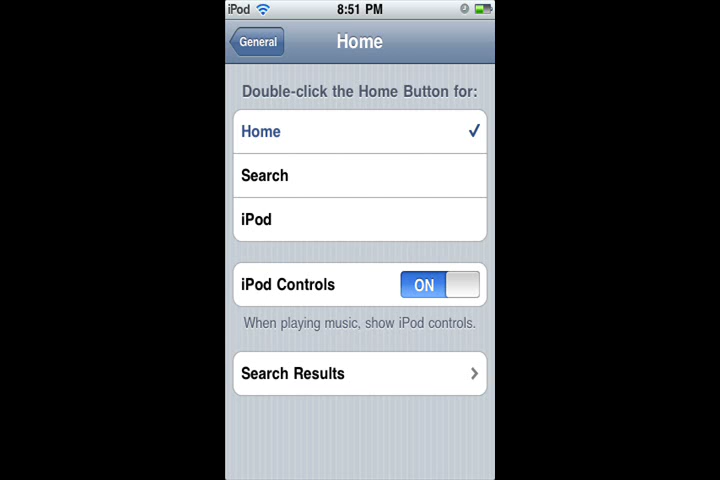 iPod 8:51 PM
General Home
Double-click the Home Button for:
Home
Search
iPod
iPod Controls ON
When playing music, show iPod controls.
Search Results